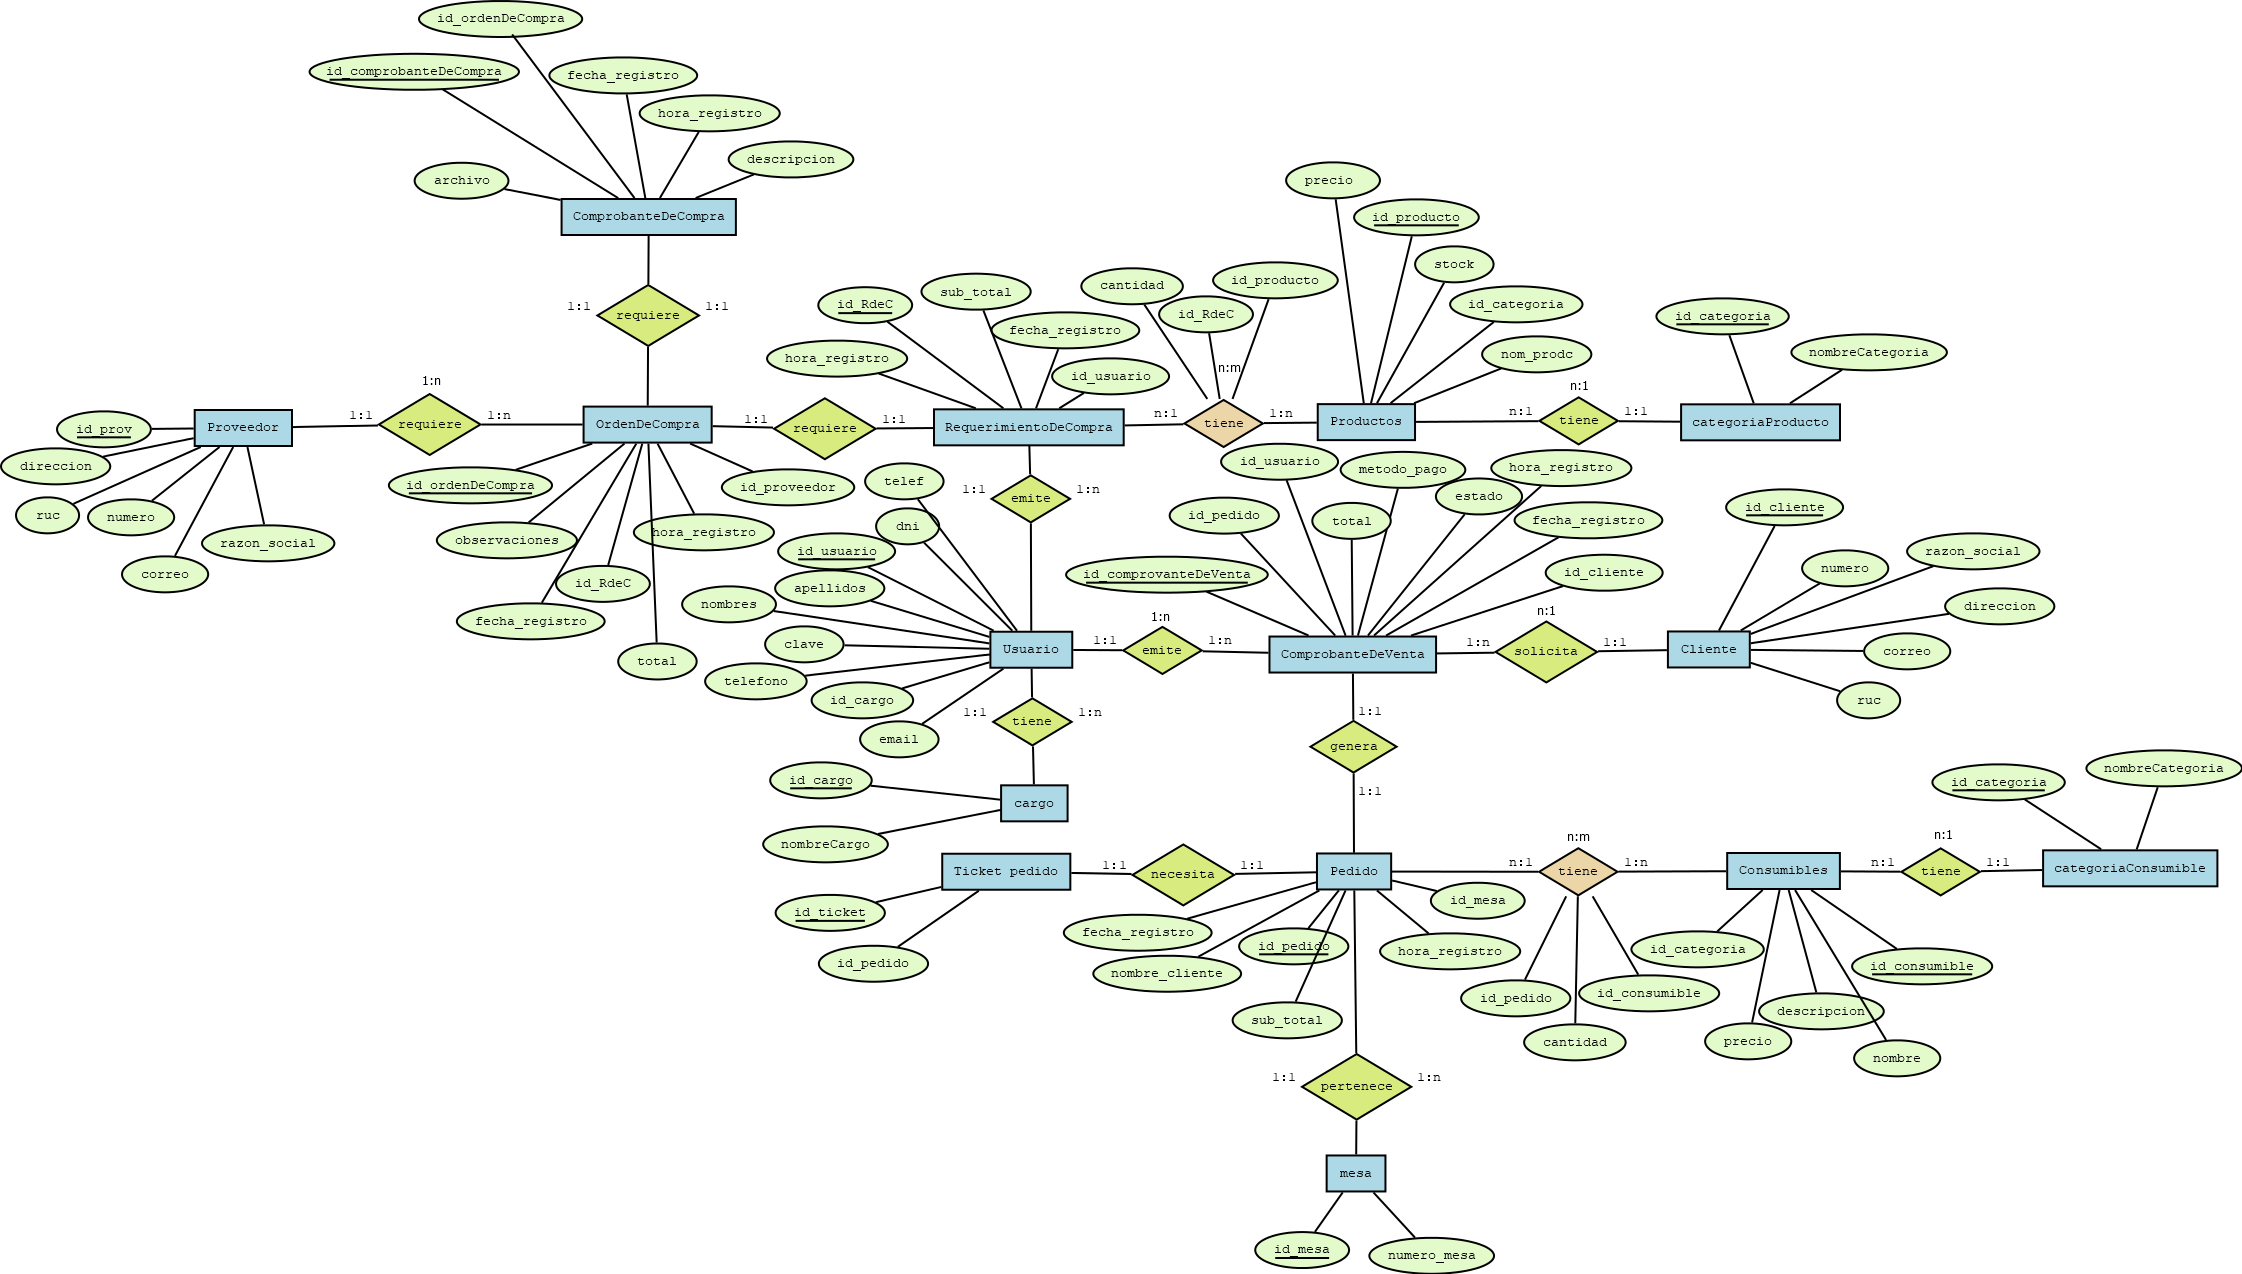 id_ordenDeCompra
id_comprobanteDeCompra
fecha_registro
hora_registro
descripcion
archivo
ComprobanteDeCompra
1:1
requiere
1:1
precio
id_producto
stock
id_categoria
nom_prodc
cantidad
id_RdeC
id_producto
n:m
id_RdeC
sub_total
fecha_registro
hora_registro
id_usuario
id_categoria
nombreCategoria
1:n
n:1
Proveedor
1:1
requiere
1:n
OrdenDeCompra
1:1
requiere
1:1
RequerimientoDeCompra
n:1
tiene
1:n
Productos
n:1
tiene
1:1
categoriaProducto
id_prov
direccion
ruc
numero
correo
razon_social
id_ordenDeCompra
observaciones
fecha_registro
id_RdeC
total
hora_registro
id_proveedor
1:1
emite
1:n
telef
dni
id_usuario
apellidos
nombres
clave
telefono
id_cargo
email
id_usuario
metodo_pago
hora_registro
estado
id_pedido
total
fecha_registro
id_comprovanteDeVenta
id_cliente
id_cliente
numero
razon_social
direccion
correo
ruc
1:n
n:1
Usuario
1:1
emite
1:n
ComprobanteDeVenta
1:n
solicita
1:1
Cliente
1:1
tiene
1:n
1:1
genera
1:1
id_cargo
cargo
nombreCargo
id_categoria
nombreCategoria
n:m
n:1
Ticket pedido
1:1
necesita
1:1
Pedido
n:1
tiene
1:n
Consumibles
n:1
tiene
1:1
categoriaConsumible
id_ticket
id_pedido
fecha_registro
nombre_cliente
id_pedido
sub_total
id_mesa
hora_registro
id_pedido
cantidad
id_consumible
id_categoria
precio
descripcion
nombre
id_consumible
1:1
pertenece
1:n
mesa
id_mesa
numero_mesa